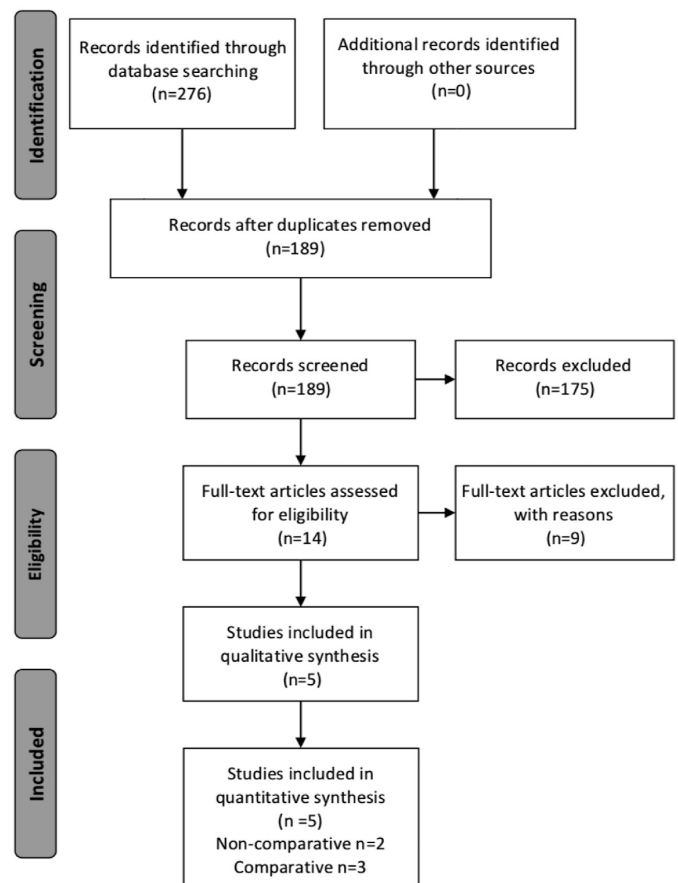 Identification
Records identified through
database searching
(n=276)
Additional records identified
through other sources
(n=0)
Records after duplicates removed
(n=189)
Screening
Records screened
(n=189)
Records excluded
(n=175)
Eligibility
Full-text articles assessed
for eligibility
(n=14)
Full-text articles excluded,
with reasons
(n=9)
Studies included in
qualitative synthesis
(n=5)
Included
Studies included in
quantitative synthesis
(n =5)
Non-comparative n=2
Comparative n=3